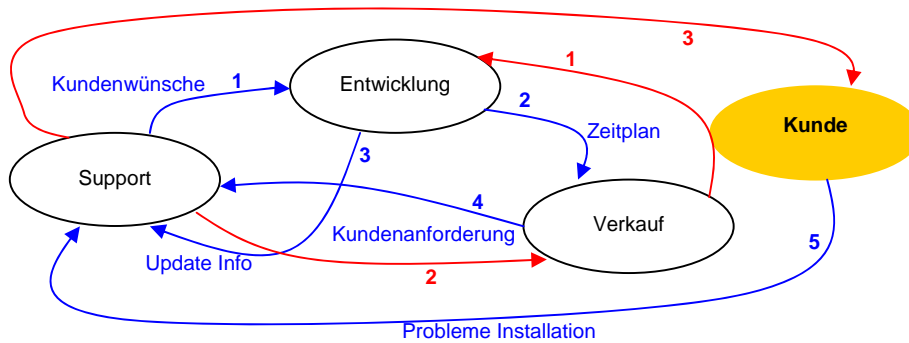 3
1
Kundenwünsche
1
Entwicklung
2
Kunde
Zeitplan
3
Support
4
Verkauf
Kundenanforderung
5
Update Info
2
Probleme Installation